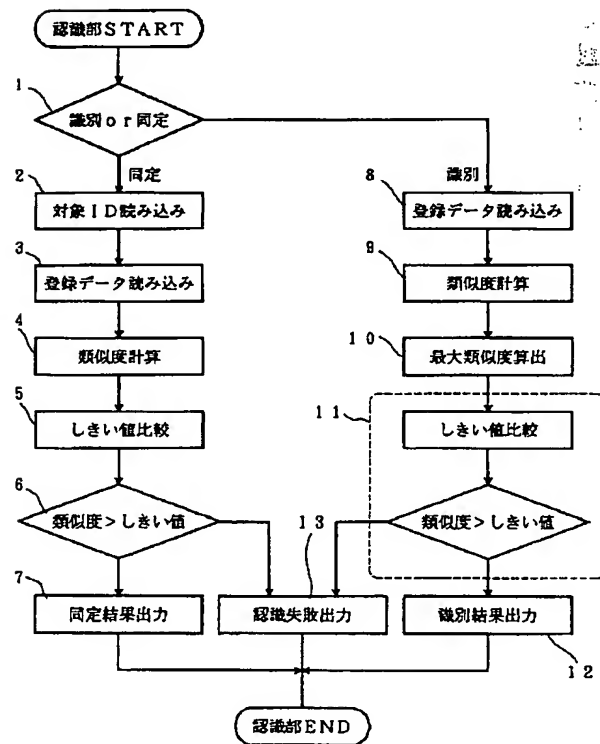 認識部START
1
識別or同定
同定
識別
2
対象ID読み込み
3
登録データ読み込み
4
類似度計算
5
しきい値比較
6
類似度>しきい値
7
同定結果出力
8
登録データ読み込み
9
類似度計算
10
最大類似度算出
11
しきい値比較
類似度>しきい値
13
認識失敗出力
識別結果出力
12
認識部END